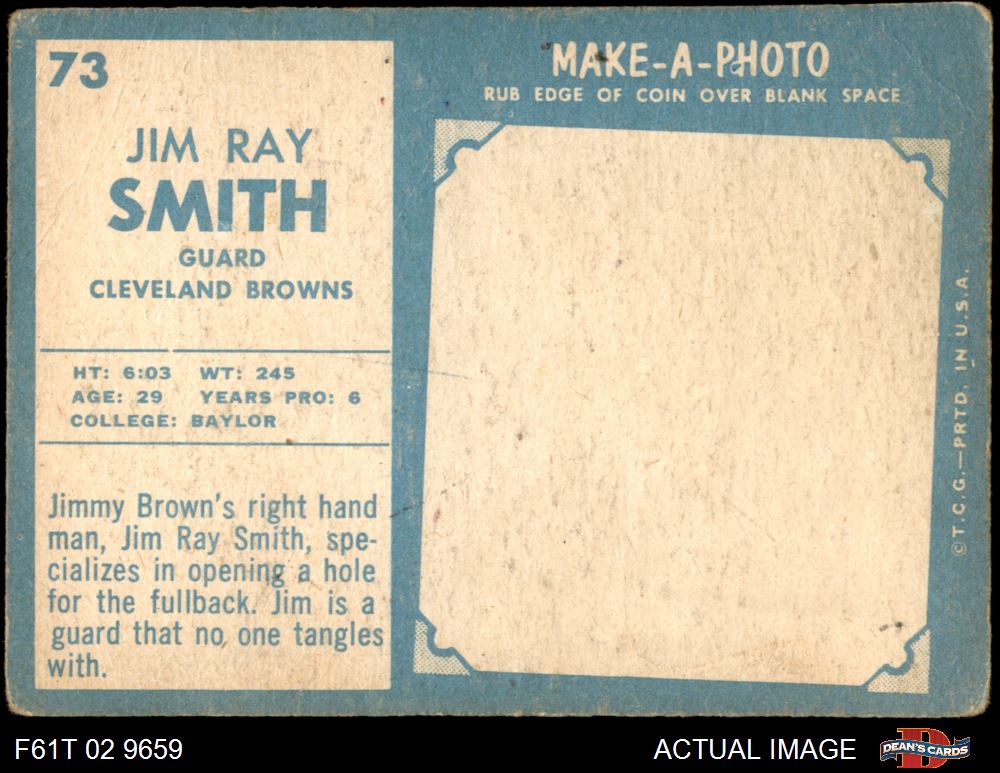 73
JIM RAY
SMITH
GUARD
CLEVELAND BROWNS
HT: 6:03 WT: 245
AGE: 29 YEARS PRO: 6
COLLEGE: BAYLOR
Jimmy Brown's right hand
man, Jim Ray Smith, spe-
cializes in opening a hole
for the fullback. Jim is a
guard that no one tangles
with.
MAKE-A-PHOTO
RUB EDGE OF COIN OVER BLANK SPACE
©T.C.G.—PRTD. IN U.S.A.
F61T 02 9659
ACTUAL IMAGE
DEAN'S CARDS